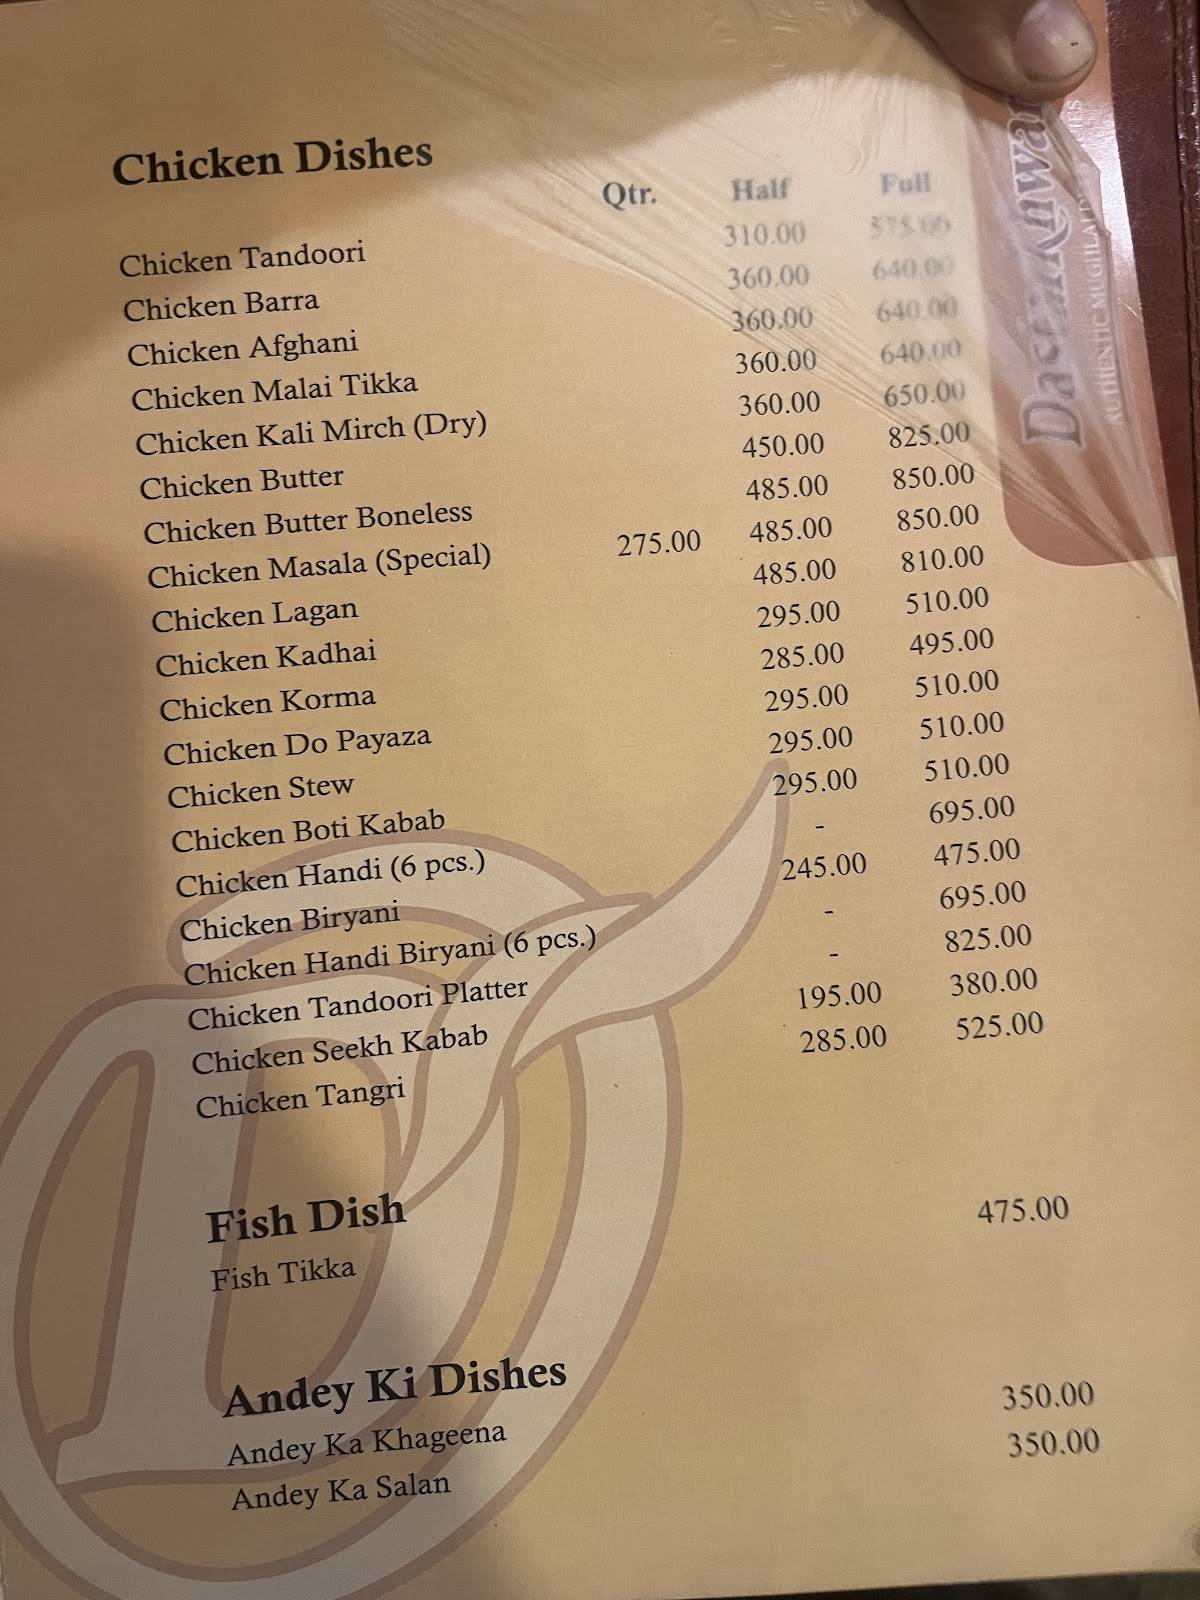 Chicken Dishes
Qtr. Half Full
Chicken Tandoori 310.00 575.00
Chicken Barra 360.00 640.00
Chicken Afghani 360.00 640.00
Chicken Malai Tikka 360.00 640.00
Chicken Kali Mirch (Dry) 360.00 650.00
Chicken Butter 450.00 825.00
Chicken Butter Boneless 485.00 850.00
Chicken Masala (Special) 275.00 485.00 850.00
Chicken Lagan 485.00 810.00
Chicken Kadhai 295.00 510.00
Chicken Korma 285.00 495.00
Chicken Do Payaza 295.00 510.00
Chicken Stew 295.00 510.00
Chicken Boti Kabab 295.00 510.00
Chicken Handi (6 pcs.) - 695.00
Chicken Biryani 245.00 475.00
Chicken Handi Biryani (6 pcs.) - 695.00
Chicken Tandoori Platter - 825.00
Chicken Seekh Kabab 195.00 380.00
Chicken Tangri 285.00 525.00
Fish Dish
Fish Tikka 475.00
Andey Ki Dishes
Andey Ka Khageena 350.00
Andey Ka Salan 350.00
AUTHENTIC MUGHLAI